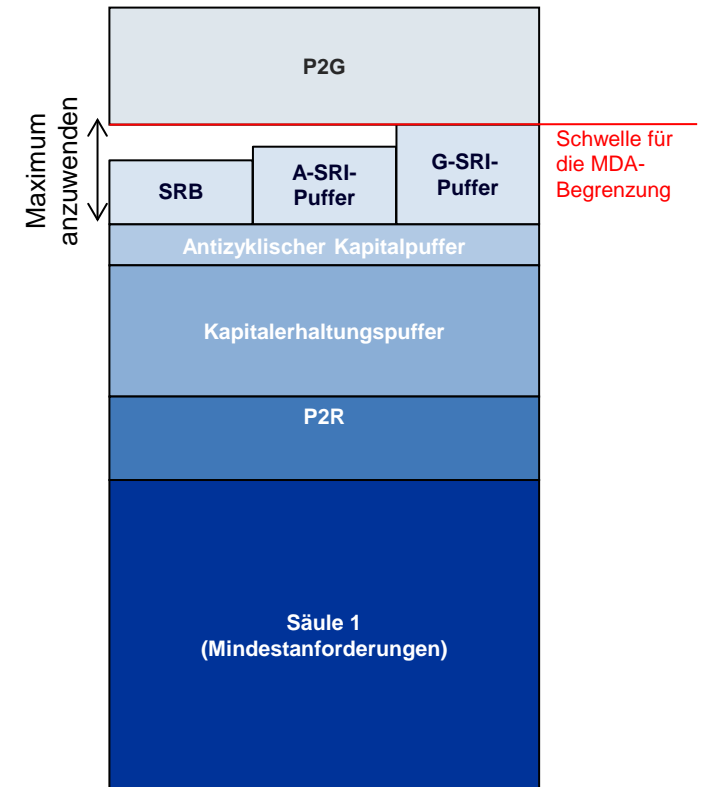 P2G
Maximum
anzuwenden
Schwelle für
die MDA-
Begrenzung
SRB
A-SRI-
Puffer
G-SRI-
Puffer
Antizyklischer Kapitalpuffer
Kapitalerhaltungspuffer
P2R
Säule 1
(Mindestanforderungen)